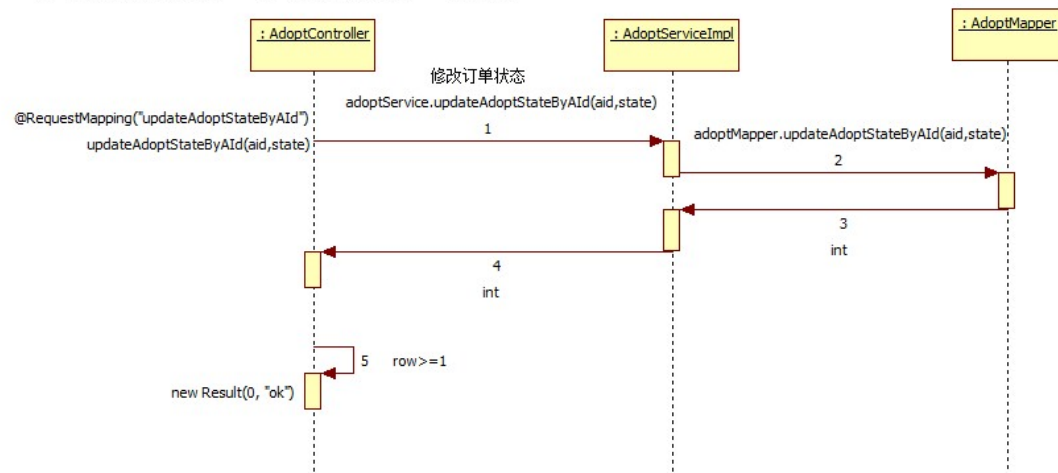 : AdoptController
: AdoptServiceImpl
: AdoptMapper
修改订单状态
adoptService.updateAdoptStateByAId(aid,state)
@RequestMapping("updateAdoptStateByAId")
1
updateAdoptStateByAId(aid,state)
adoptMapper.updateAdoptStateByAId(aid,state)
2
3
int
4
int
5 row>=1
new Result(0, "ok")